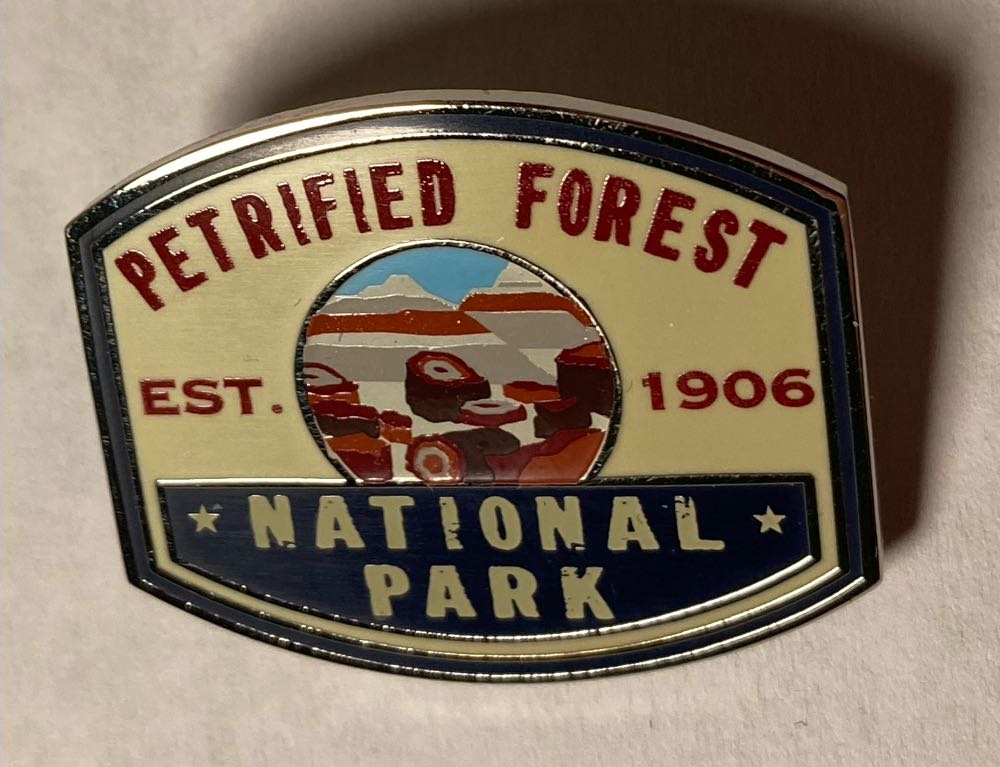 PETRIFIED FOREST
EST. 1906
NATIONAL
PARK